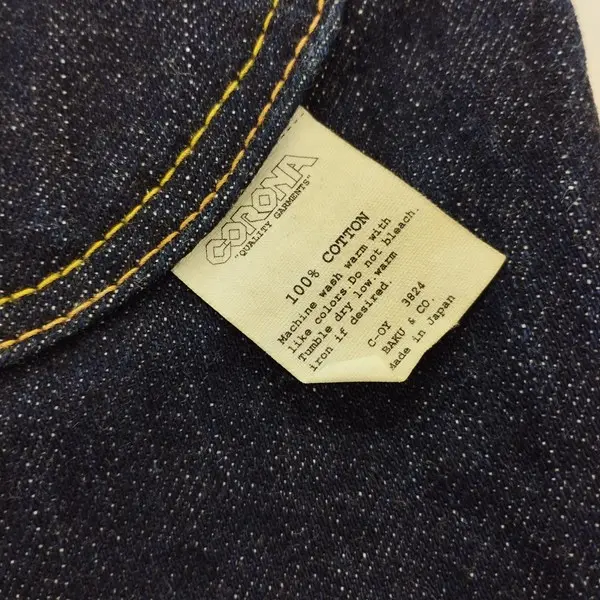 CORONA
"QUALITY GARMENTS"
100% COTTON
Machine wash warm with
like colors.Do not bleach.
Tumble dry low.warm
iron if desired.
C-OY 3824
BAKU & CO.
Made in Japan